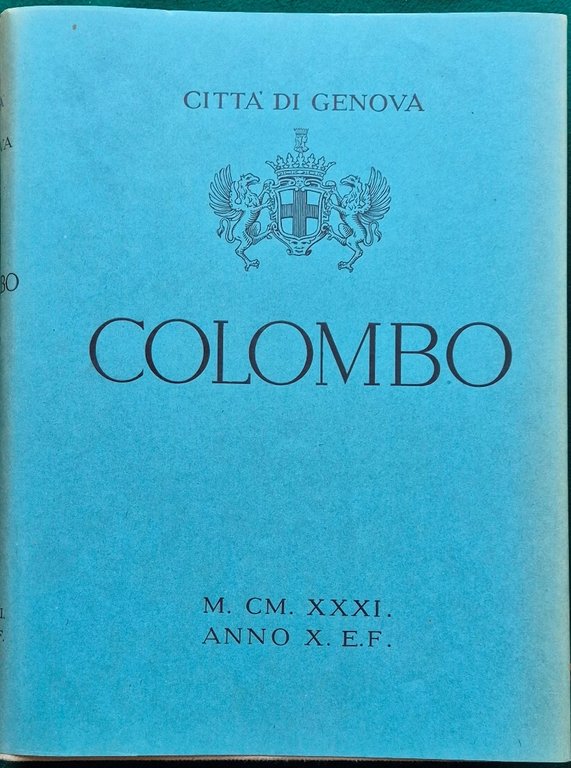 CITTA' DI GENOVA
COLOMBO
M. CM. XXXI.
ANNO X. E.F.